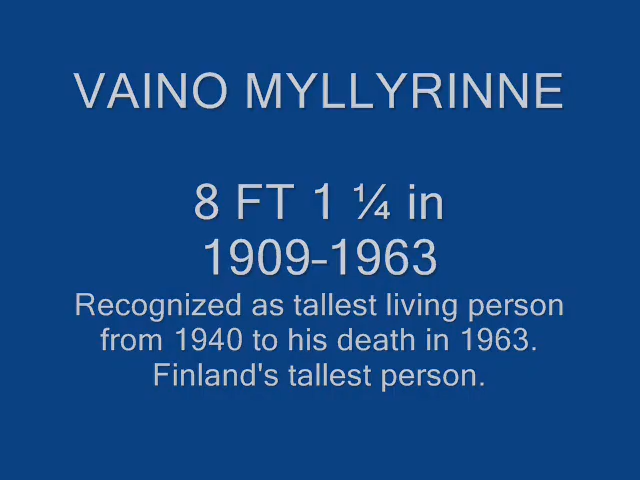 VAINO MYLLYRINNE
8 FT 1 ¼ in
1909-1963
Recognized as tallest living person
from 1940 to his death in 1963.
Finland's tallest person.